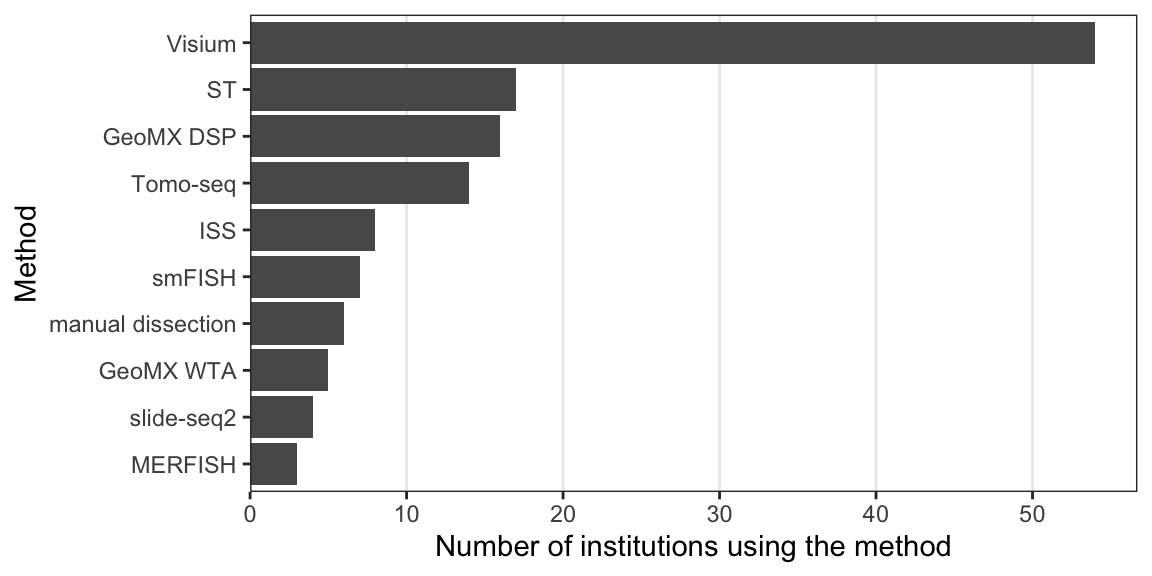 Visium
ST
GeoMX DSP
Tomo-seq
ISS
smFISH
manual dissection
GeoMX WTA
slide-seq2
MERFISH
Method
0 10 20 30 40 50
Number of institutions using the method